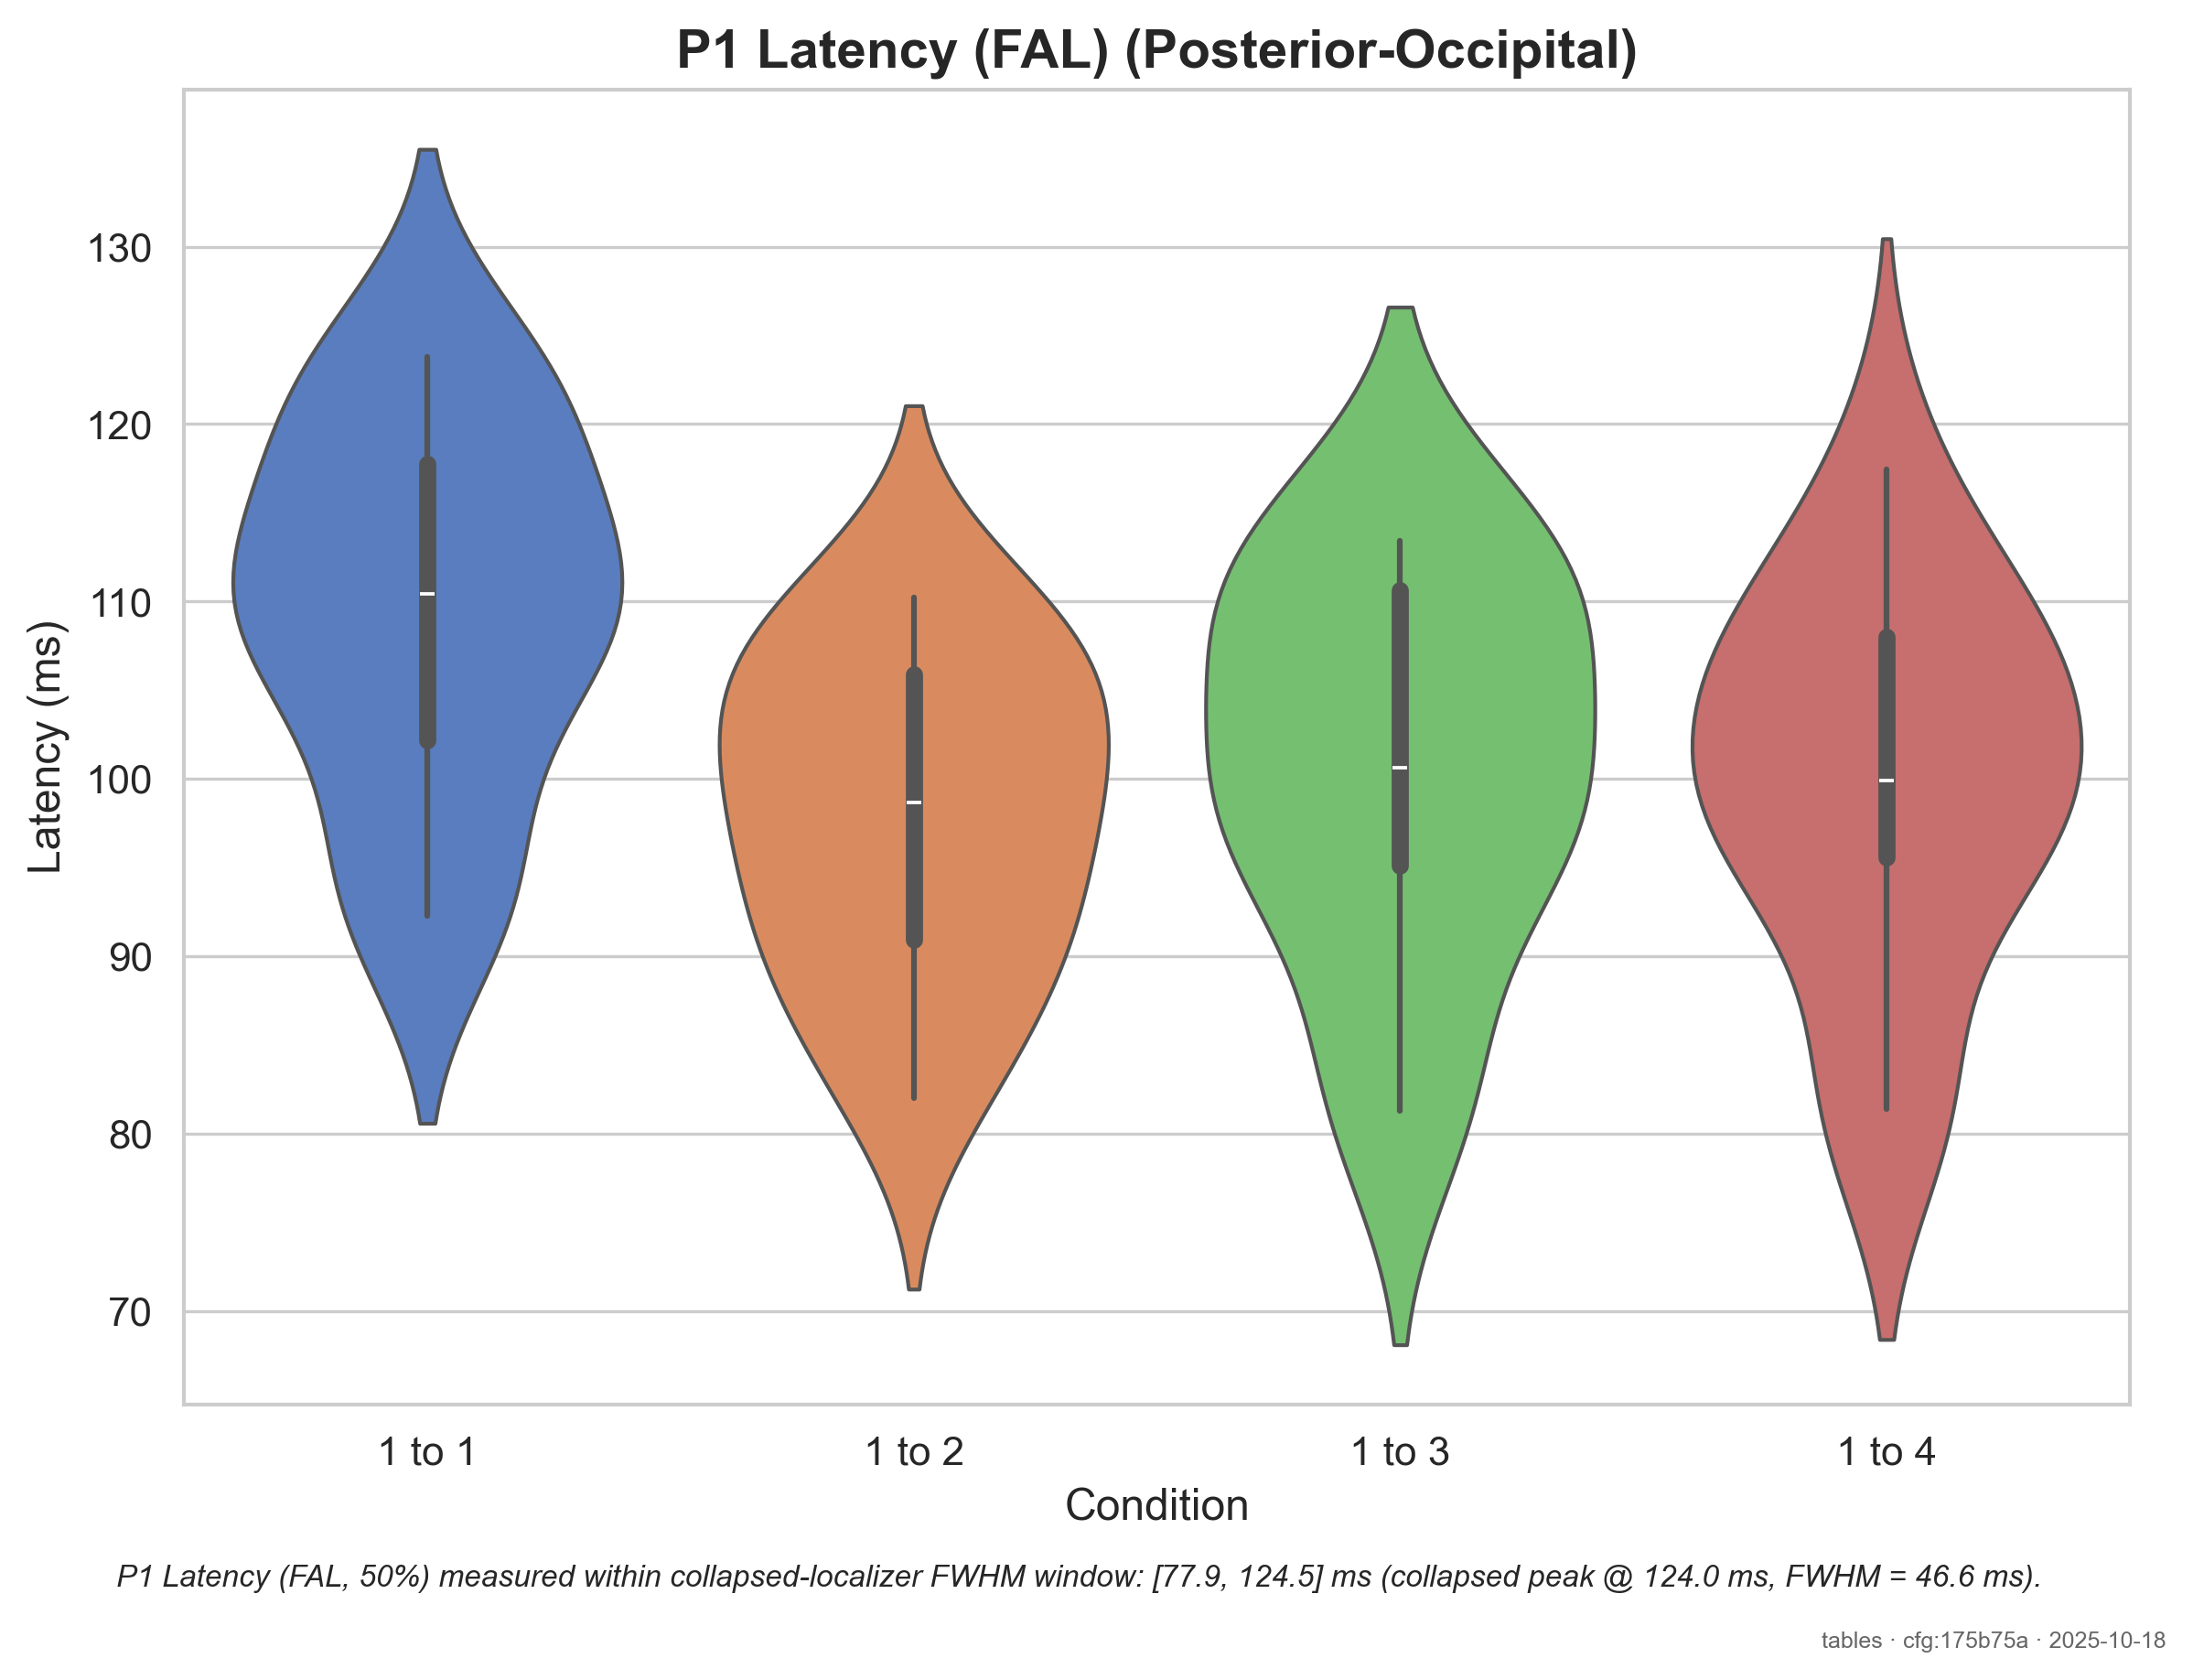 P1 Latency (FAL) (Posterior-Occipital)
Latency (ms)
130
120
110
100
90
80
70
1 to 1
1 to 2
1 to 3
1 to 4
Condition
P1 Latency (FAL, 50%) measured within collapsed-localizer FWHM window: [77.9, 124.5] ms (collapsed peak @ 124.0 ms, FWHM = 46.6 ms).
tables · cfg:175b75a · 2025-10-18